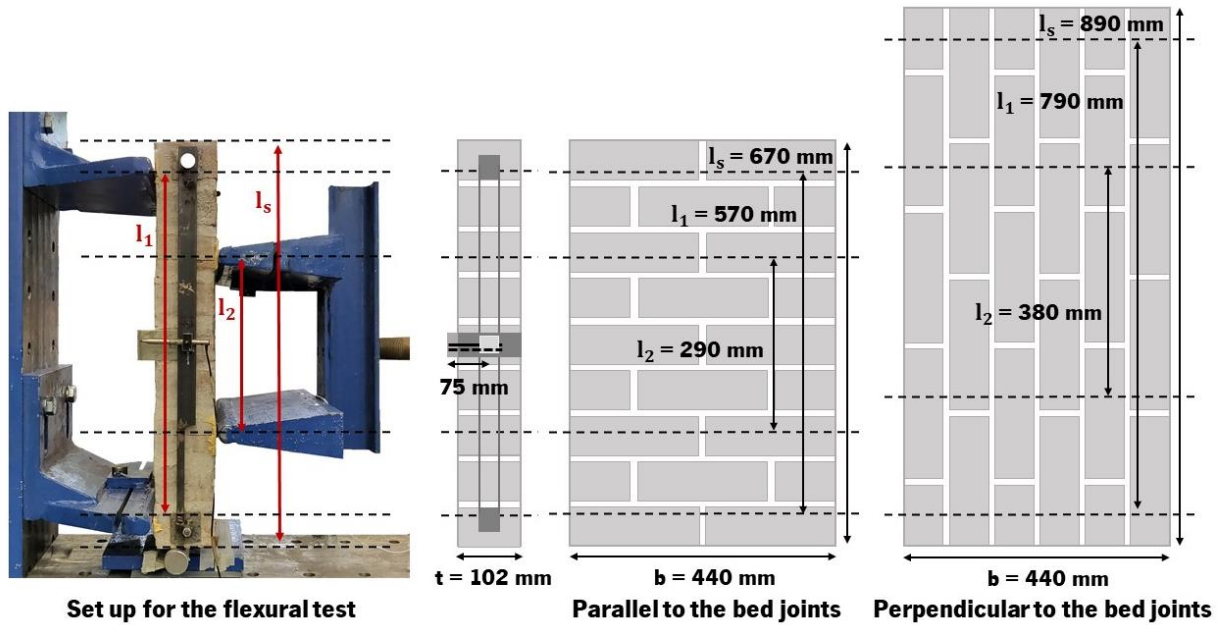 l₁
l₂
lₛ
75 mm
t = 102 mm
lₛ = 670 mm
l₁ = 570 mm
l₂ = 290 mm
b = 440 mm
lₛ = 890 mm
l₁ = 790 mm
l₂ = 380 mm
b = 440 mm
Set up for the flexural test
Parallel to the bed joints
Perpendicular to the bed joints